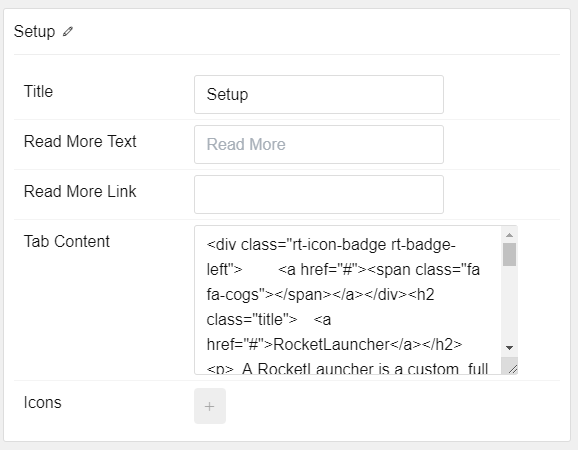 Setup
Title
Setup
Read More Text
Read More
Read More Link
Tab Content
<div class="rt-icon-badge rt-badge-
left">        <a href="#"><span class="fa
fa-cogs"></span></a></div><h2
class="title">    <a
href="#">RocketLauncher</a></h2>
<p>  A RocketLauncher is a custom, full
Icons
+